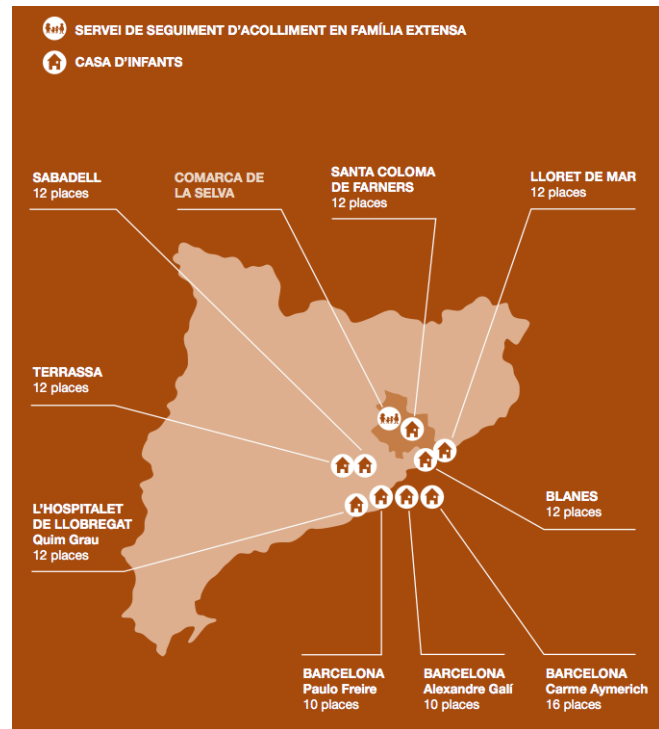 SERVEI DE SEGUIMENT D'ACOLLIMENT EN FAMÍLIA EXTENSA
CASA D'INFANTS
SABADELL
12 places
COMARCA DE
LA SELVA
SANTA COLOMA
DE FARNERS
12 places
LLORET DE MAR
12 places
TERRASSA
12 places
L'HOSPITALET
DE LLOBREGAT
Quim Grau
12 places
BLANES
12 places
BARCELONA
Paulo Freire
10 places
BARCELONA
Alexandre Galí
10 places
BARCELONA
Carme Aymerich
16 places